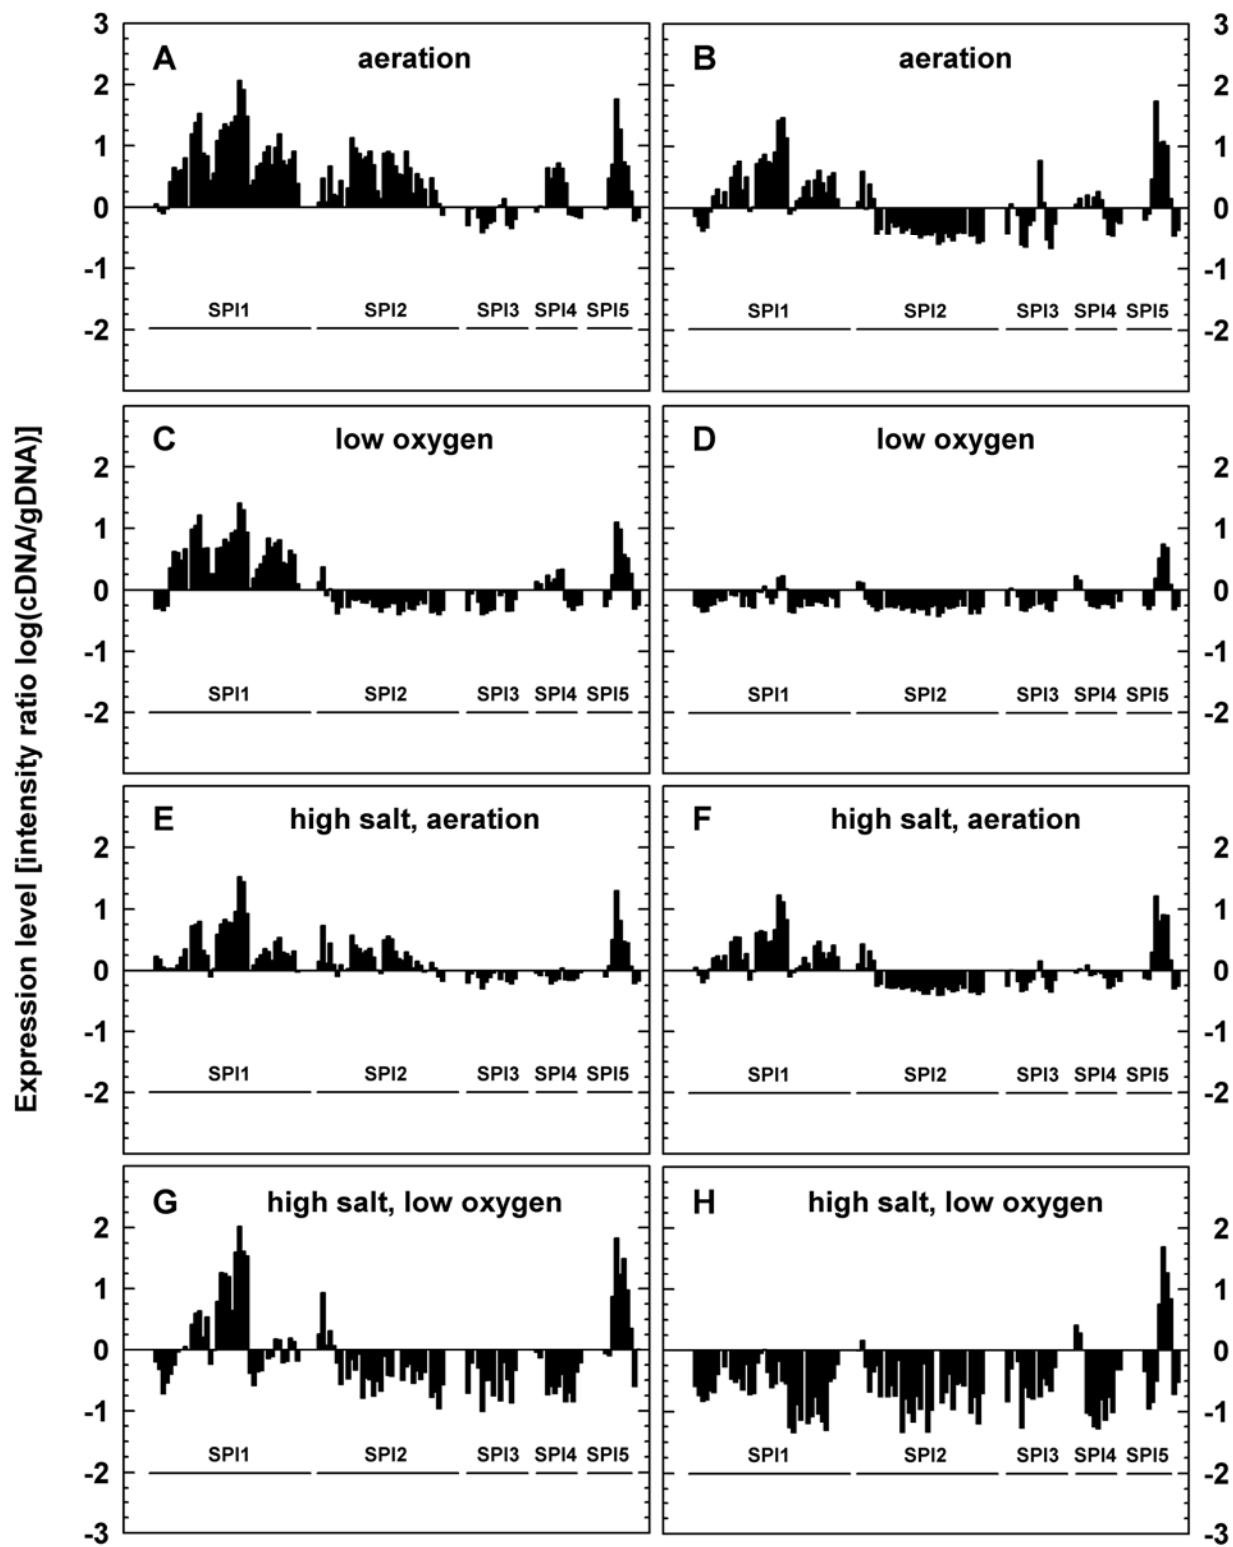 Expression level [intensity ratio log(cDNA/gDNA)]
A aeration
3
2
1
0
-1
-2
SPI1 SPI2 SPI3 SPI4 SPI5
B aeration
3
2
1
0
-1
-2
SPI1 SPI2 SPI3 SPI4 SPI5
C low oxygen
2
1
0
-1
-2
SPI1 SPI2 SPI3 SPI4 SPI5
D low oxygen
2
1
0
-1
-2
SPI1 SPI2 SPI3 SPI4 SPI5
E high salt, aeration
2
1
0
-1
-2
SPI1 SPI2 SPI3 SPI4 SPI5
F high salt, aeration
2
1
0
-1
-2
SPI1 SPI2 SPI3 SPI4 SPI5
G high salt, low oxygen
2
1
0
-1
-2
-3
SPI1 SPI2 SPI3 SPI4 SPI5
H high salt, low oxygen
2
1
0
-1
-2
-3
SPI1 SPI2 SPI3 SPI4 SPI5